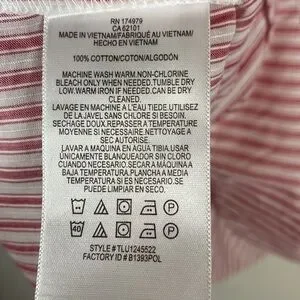 RN 174979
CA 62101
MADE IN VIETNAM/FABRIQUÉ AU VIETNAM/
HECHO EN VIETNAM
100% COTTON/COTON/ALGODÓN
MACHINE WASH WARM.NON-CHLORINE
BLEACH ONLY WHEN NEEDED.TUMBLE DRY
LOW.WARM IRON IF NEEDED.CAN BE DRY
CLEANED.
LAVAGE EN MACHINE A L'EAU TIEDE UTILISEZ
DE LA JAVEL SANS CHLORE SI BESOIN.
SECHAGE DOUX.REPASSER A TEMPERATURE
MOYENNE SI NECESSAIRE.NETTOYAGE A
SEC AUTORISE.
LAVAR A MAQUINA EN AGUA TIBIA.USAR
UNICAMENTE BLANQUEADOR SIN CLORO
CUANDO SEA NECESARIO.SECAR A MAQUINA A
BAJA TEMPERATURA.PLANCHA A MEDIA
TEMPERATURA SI ES NECESARIO.SE
PUEDE LIMPIAR EN SECO.
P
40 P
STYLE # TLU1245522
FACTORY ID # B1393POL